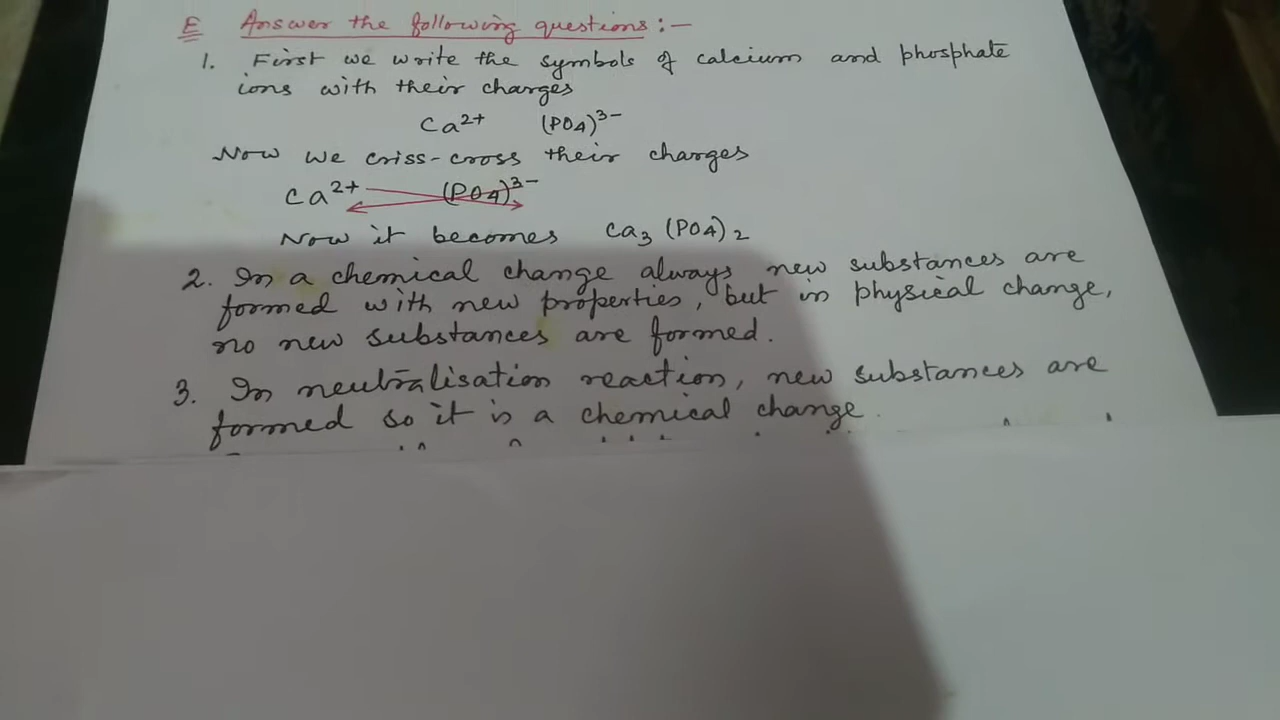 E Answer the following questions :-
1. First we write the symbols of calcium and phosphate
ions with their charges
Ca²⁺ (PO₄)³⁻
Now we criss-cross their charges
Ca²⁺ (PO₄)³⁻
Now it becomes Ca₃ (PO₄)₂
2. In a chemical change always new substances are
formed with new properties, but in physical change,
no new substances are formed.
3. In neutralisation reaction, new substances are
formed so it is a chemical change.